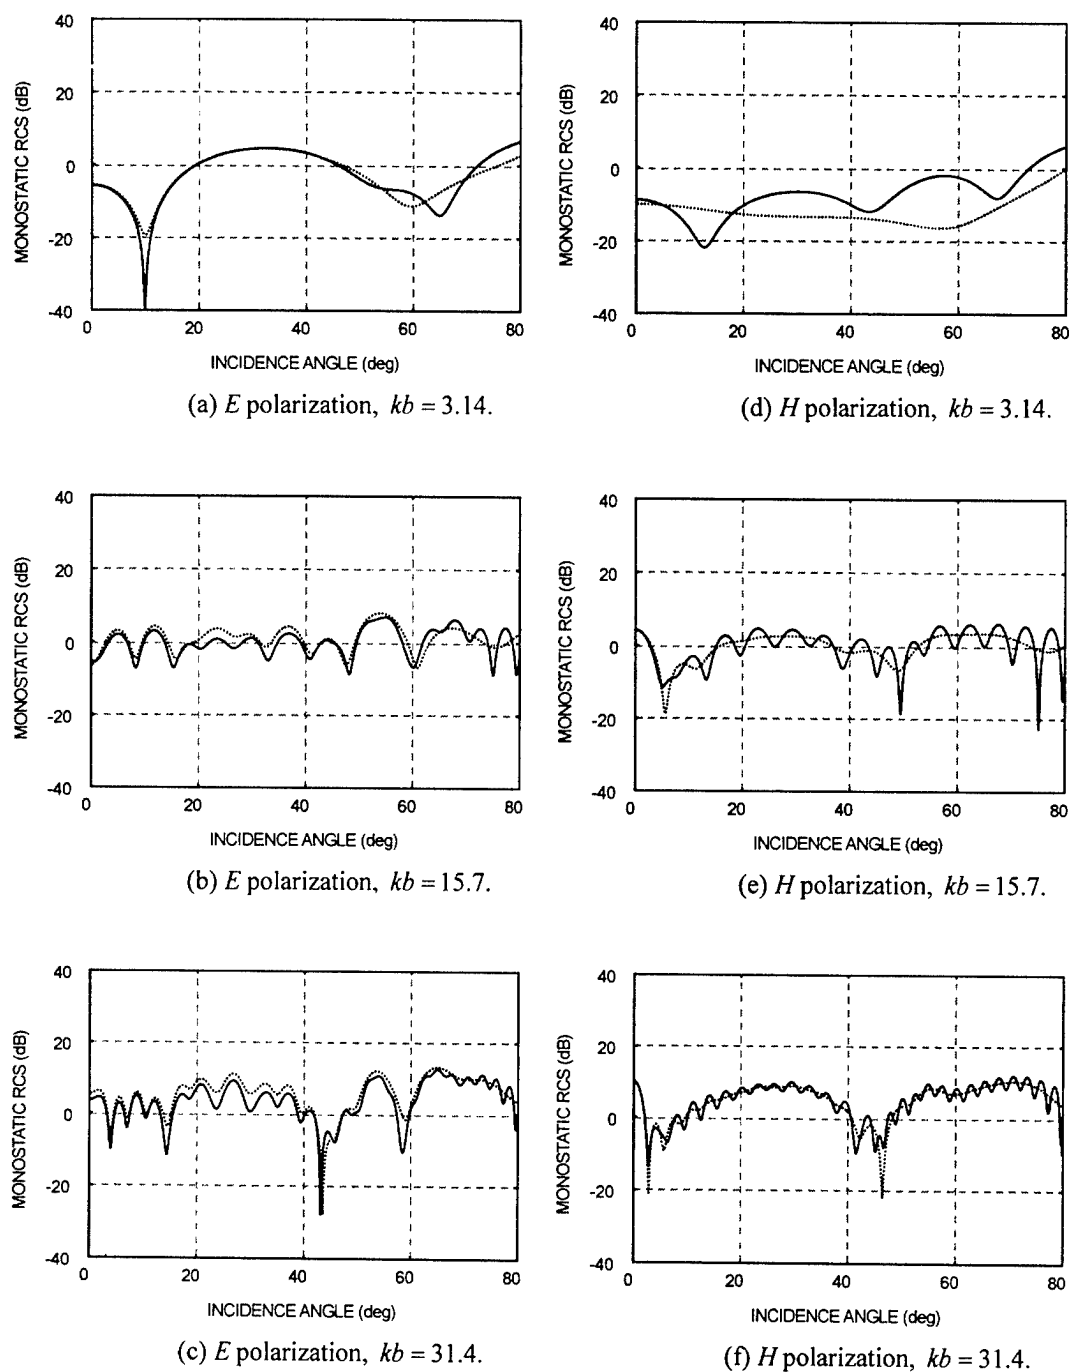 40
20
0
-20
-40
MONOSTATIC RCS (dB)
0 20 40 60 80
INCIDENCE ANGLE (deg)
(a) E polarization, kb = 3.14.
40
20
0
-20
-40
MONOSTATIC RCS (dB)
0 20 40 60 80
INCIDENCE ANGLE (deg)
(d) H polarization, kb = 3.14.
40
20
0
-20
-40
MONOSTATIC RCS (dB)
0 20 40 60 80
INCIDENCE ANGLE (deg)
(b) E polarization, kb = 15.7.
40
20
0
-20
-40
MONOSTATIC RCS (dB)
0 20 40 60 80
INCIDENCE ANGLE (deg)
(e) H polarization, kb = 15.7.
40
20
0
-20
-40
MONOSTATIC RCS (dB)
0 20 40 60 80
INCIDENCE ANGLE (deg)
(c) E polarization, kb = 31.4.
40
20
0
-20
-40
MONOSTATIC RCS (dB)
0 20 40 60 80
INCIDENCE ANGLE (deg)
(f) H polarization, kb = 31.4.